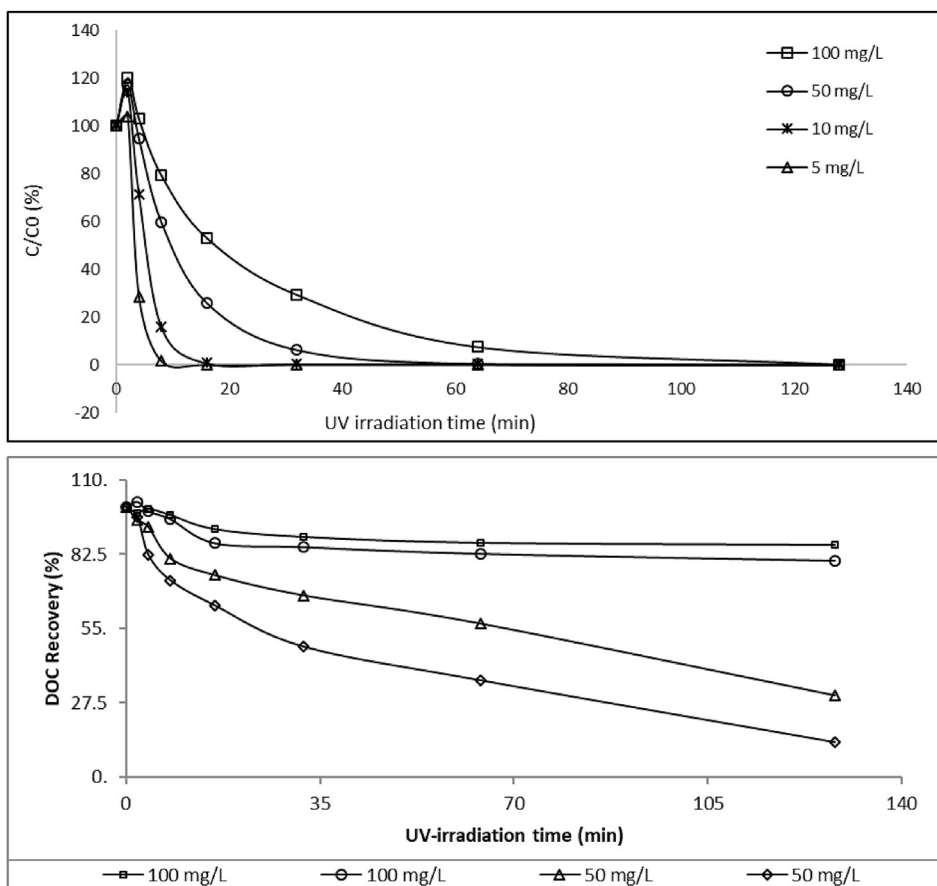 140
120
100
80
60
40
20
0
-20
C/C0 (%)
100 mg/L
50 mg/L
10 mg/L
5 mg/L
0 20 40 60 80 100 120 140
UV irradiation time (min)
110.
82.5
55.
27.5
0.
DOC Recovery (%)
0 35 70 105 140
UV-irradiation time (min)
100 mg/L 100 mg/L 50 mg/L 50 mg/L